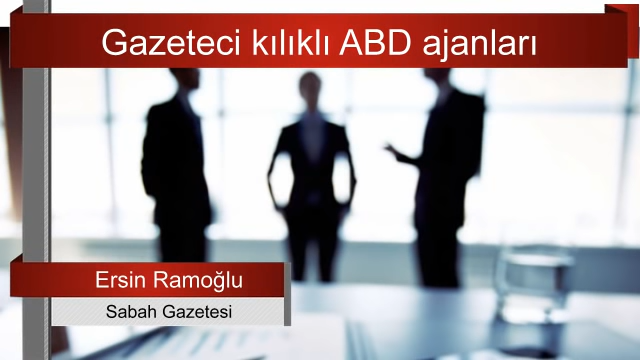 Gazeteci kılıklı ABD ajanları
Ersin Ramoğlu
Sabah Gazetesi